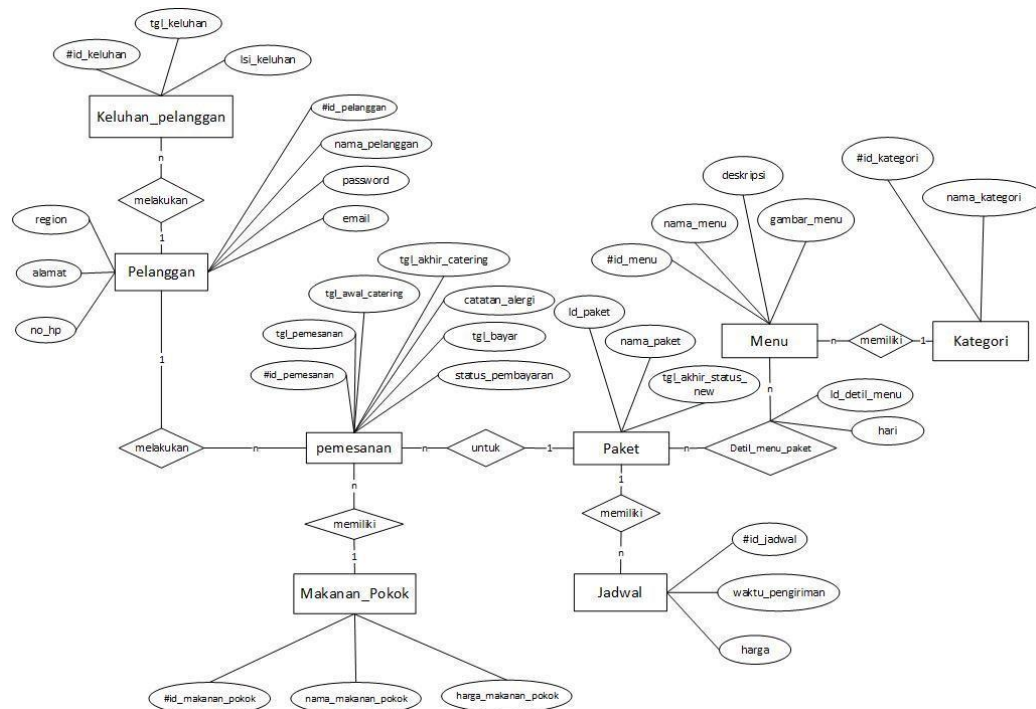 tgl_keluhan
#id_keluhan
Isi_keluhan
Keluhan_pelanggan
n
melakukan
1
#id_pelanggan
nama_pelanggan
password
email
region
alamat
no_hp
Pelanggan
1
melakukan
n
tgl_akhir_catering
tgl_awal_catering
catatan_alergi
tgl_pemesanan
tgl_bayar
#id_pemesanan
status_pembayaran
pemesanan
n
untuk
1
n
memiliki
1
Makanan_Pokok
#id_makanan_pokok
nama_makanan_pokok
harga_makanan_pokok
Id_paket
nama_paket
tgl_akhir_status_
new
Paket
1
memiliki
n
Jadwal
#id_jadwal
waktu_pengiriman
harga
n
Detil_menu_paket
Id_detil_menu
hari
n
deskripsi
nama_menu
gambar_menu
#id_menu
Menu
n
memiliki
1
Kategori
#id_kategori
nama_kategori